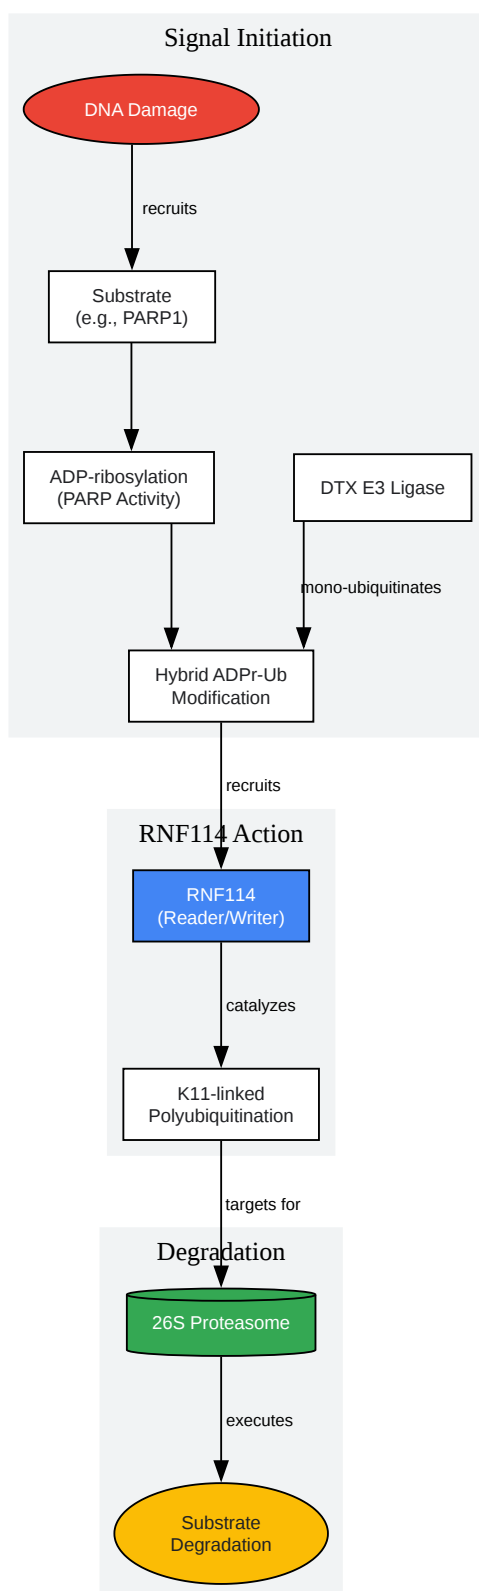 Signal Initiation
DNA Damage
recruits
Substrate
(e.g., PARP1)
ADP-ribosylation
(PARP Activity)
DTX E3 Ligase
mono-ubiquitinates
Hybrid ADPr-Ub
Modification
recruits
RNF114 Action
RNF114
(Reader/Writer)
catalyzes
K11-linked
Polyubiquitination
targets for
Degradation
26S Proteasome
executes
Substrate
Degradation